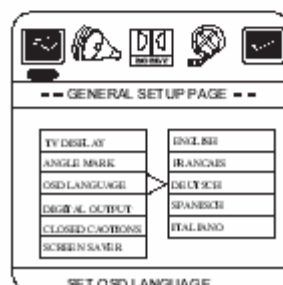 -- GENERAL SETUP PAGE --
TV DISPLAY
ANGLE MARK
OSD LANGUAGE
DIGITAL OUTPUT
CLOSED CAOTIONS
SCREEN SAVER
ENGLISH
FRANCAIS
DEUTSCH
SPANISCH
ITALIANO
SET OSD LANGUAGE